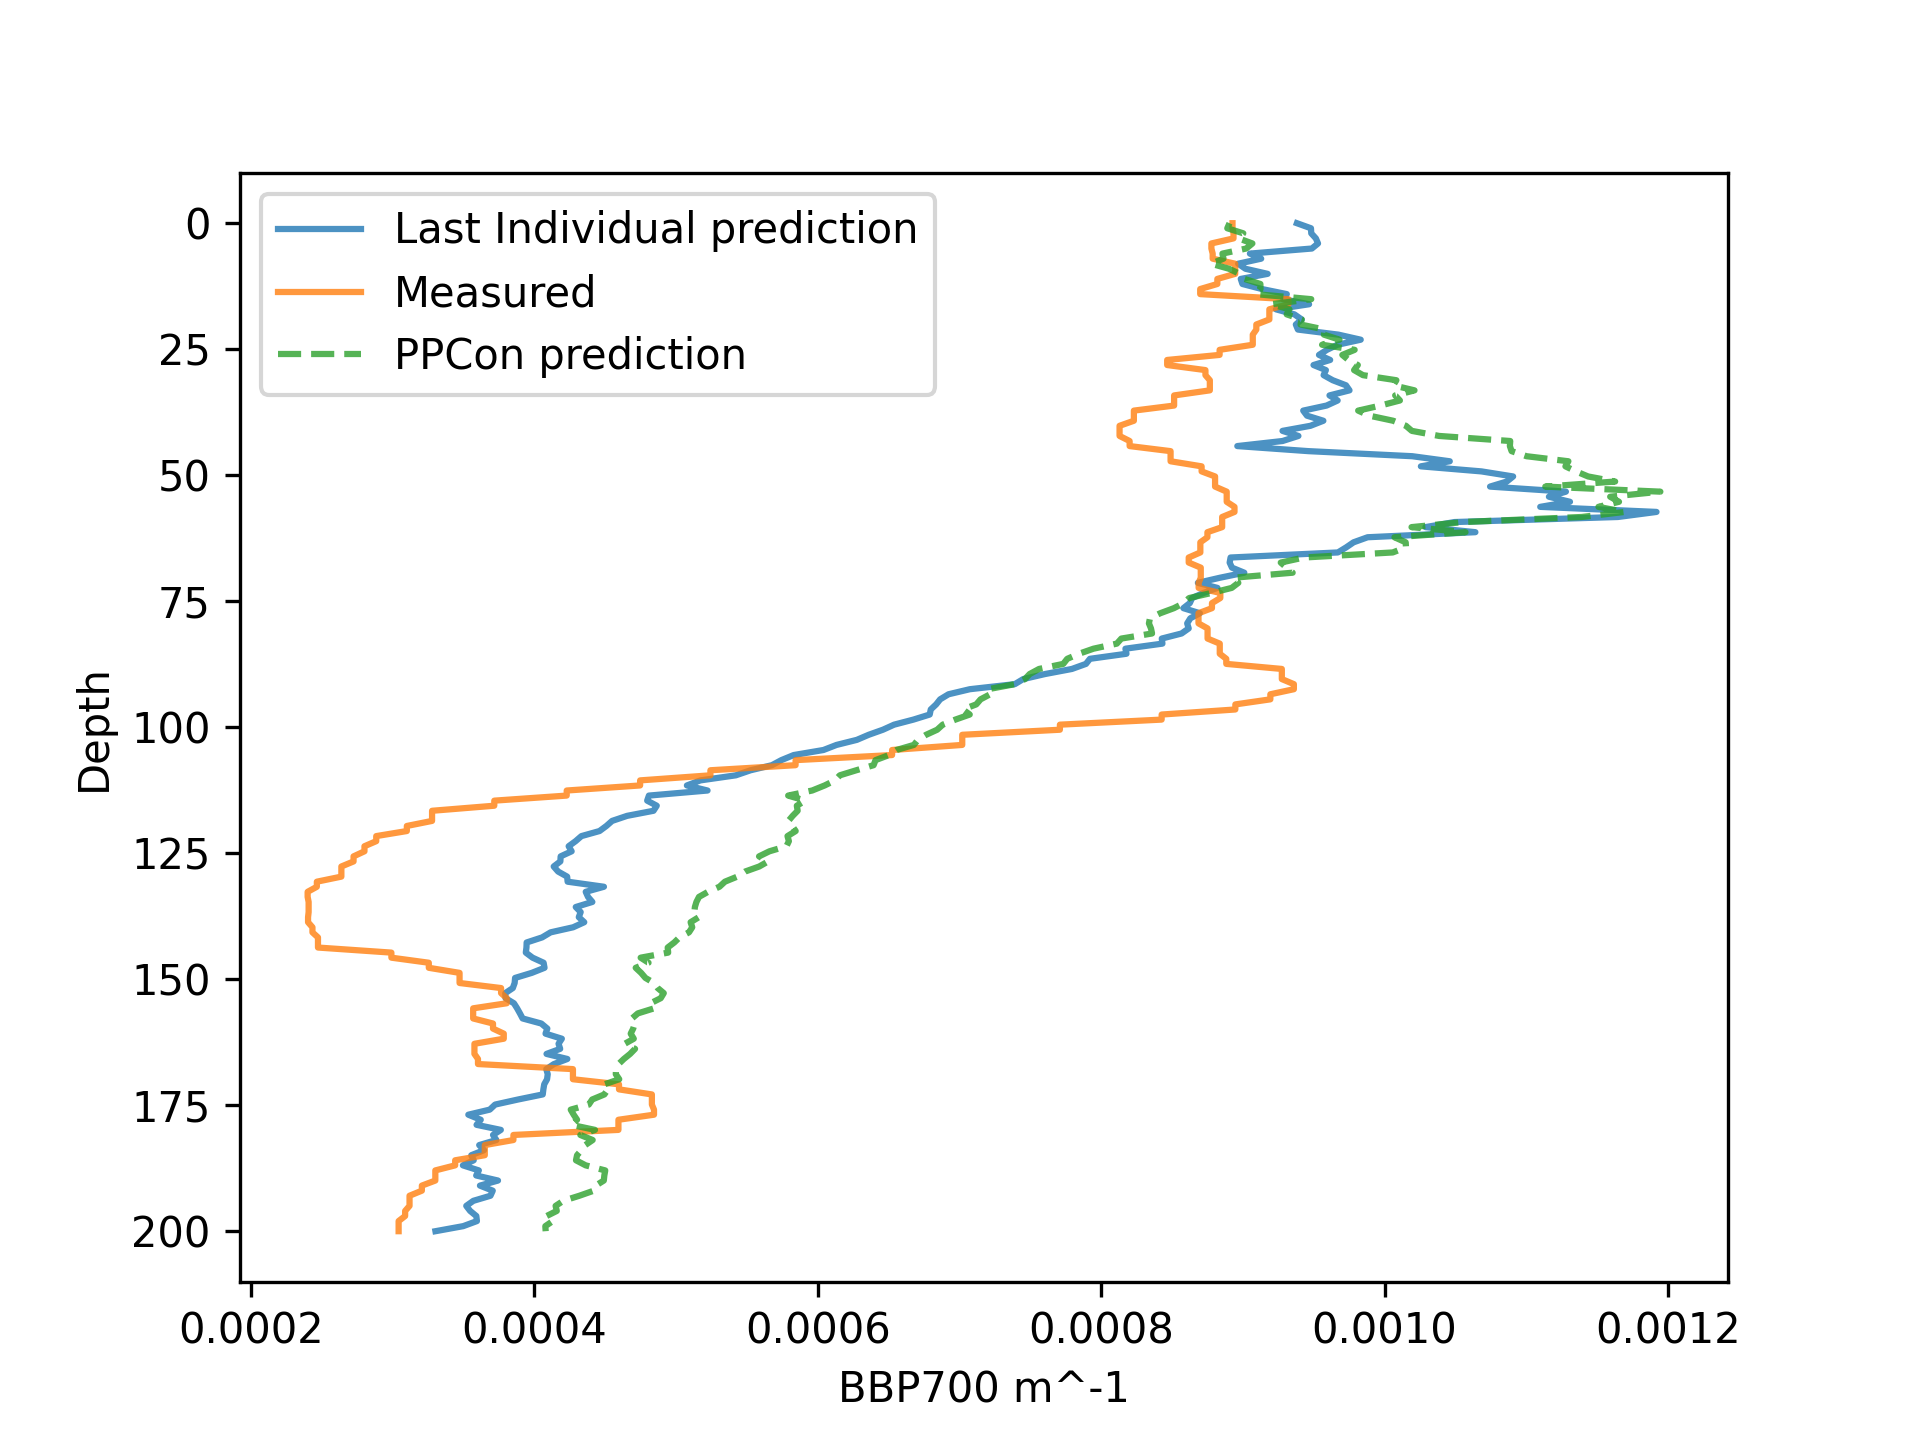 Last Individual prediction
Measured
PPCon prediction
0
25
50
75
100
125
150
175
200
Depth
0.0002 0.0004 0.0006 0.0008 0.0010 0.0012
BBP700 m^-1